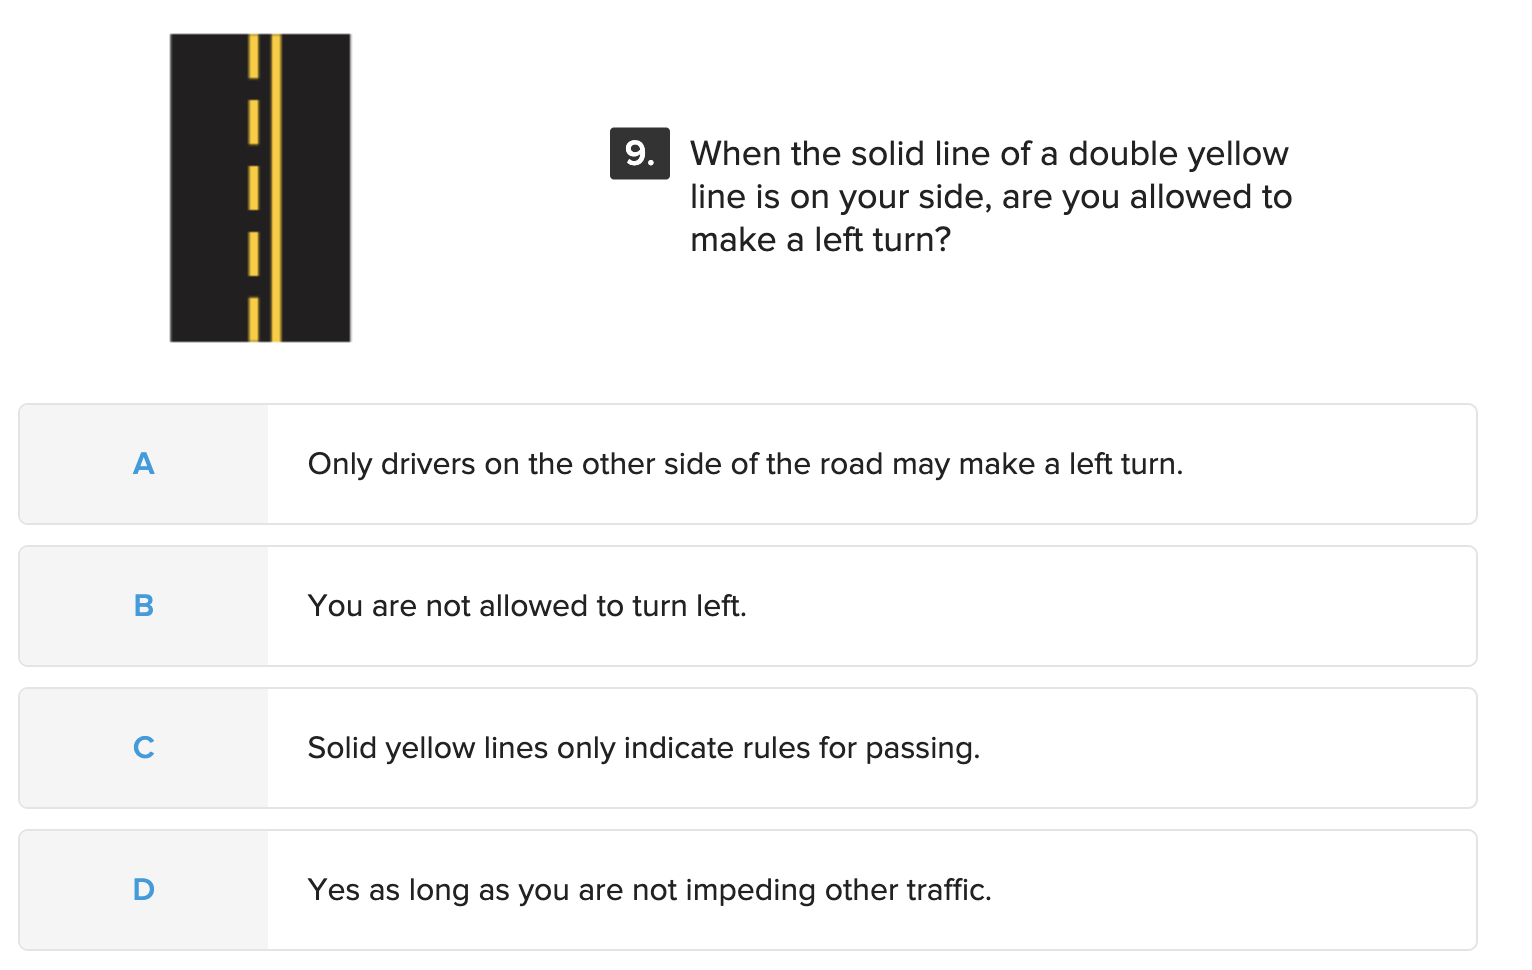 9.
When the solid line of a double yellow
line is on your side, are you allowed to
make a left turn?
A
Only drivers on the other side of the road may make a left turn.
B
You are not allowed to turn left.
C
Solid yellow lines only indicate rules for passing.
D
Yes as long as you are not impeding other traffic.